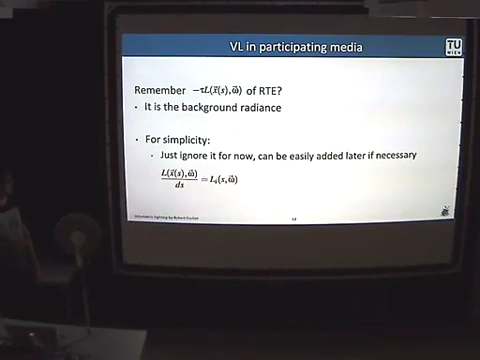 VL in participating media
TU
WIEN
Remember −τL(x⃗(s),ω⃗) of RTE?
• It is the background radiance
• For simplicity:
• Just ignore it for now, can be easily added later if necessary
L(x⃗(s),ω⃗)
ds
= Lᵢ(s,ω⃗)
Volumetric Lighting by Robert Fischer